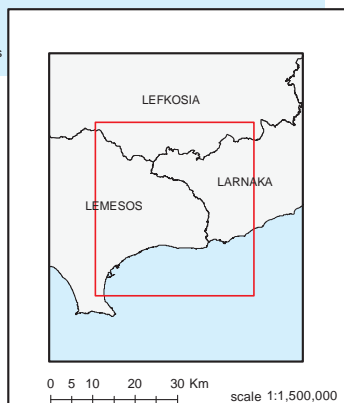 s
LEFKOSIA
LARNAKA
LEMESOS
0 5 10 20 30 Km
scale 1:1,500,000